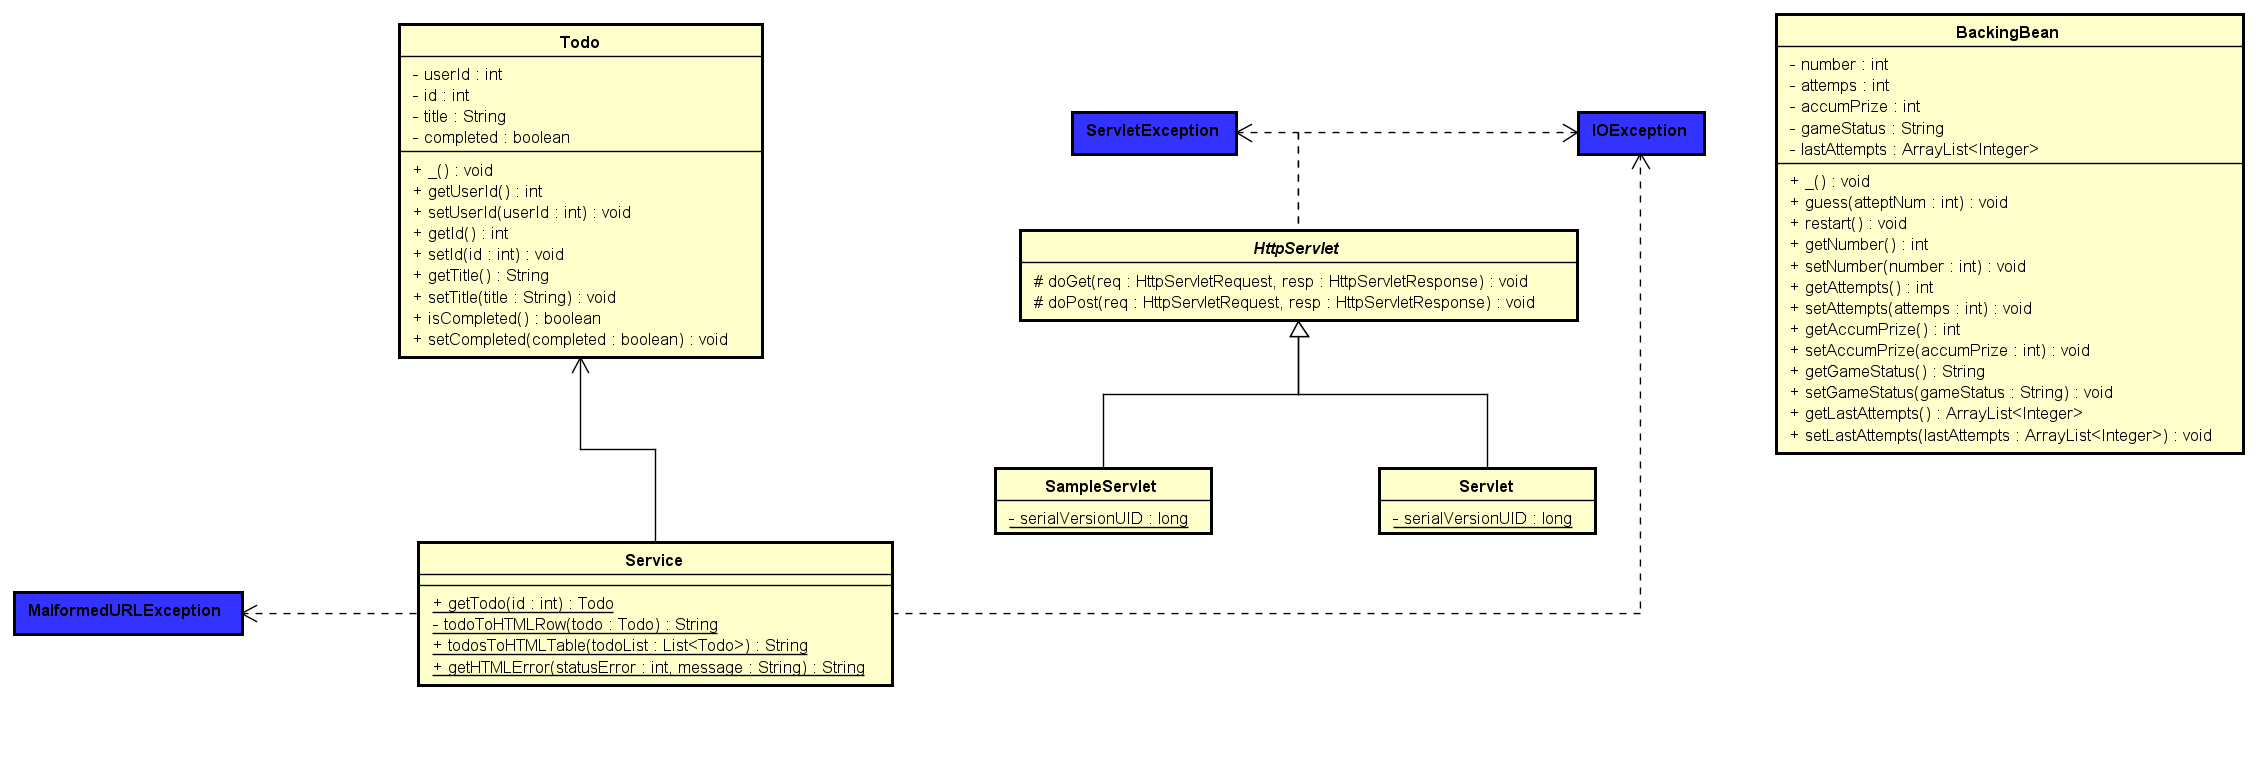 Todo
- userId : int
- id : int
- title : String
- completed : boolean
+ _() : void
+ getUserId() : int
+ setUserId(userId : int) : void
+ getId() : int
+ setId(id : int) : void
+ getTitle() : String
+ setTitle(title : String) : void
+ isCompleted() : boolean
+ setCompleted(completed : boolean) : void
ServletException
IOException
HttpServlet
# doGet(req : HttpServletRequest, resp : HttpServletResponse) : void
# doPost(req : HttpServletRequest, resp : HttpServletResponse) : void
SampleServlet
- serialVersionUID : long
Servlet
- serialVersionUID : long
BackingBean
- number : int
- attemps : int
- accumPrize : int
- gameStatus : String
- lastAttempts : ArrayList<Integer>
+ _() : void
+ guess(atteptNum : int) : void
+ restart() : void
+ getNumber() : int
+ setNumber(number : int) : void
+ getAttempts() : int
+ setAttempts(attemps : int) : void
+ getAccumPrize() : int
+ setAccumPrize(accumPrize : int) : void
+ getGameStatus() : String
+ setGameStatus(gameStatus : String) : void
+ getLastAttempts() : ArrayList<Integer>
+ setLastAttempts(lastAttempts : ArrayList<Integer>) : void
MalformedURLException
Service
+ getTodo(id : int) : Todo
- todoToHTMLRow(todo : Todo) : String
+ todosToHTMLTable(todoList : List<Todo>) : String
+ getHTMLError(statusError : int, message : String) : String